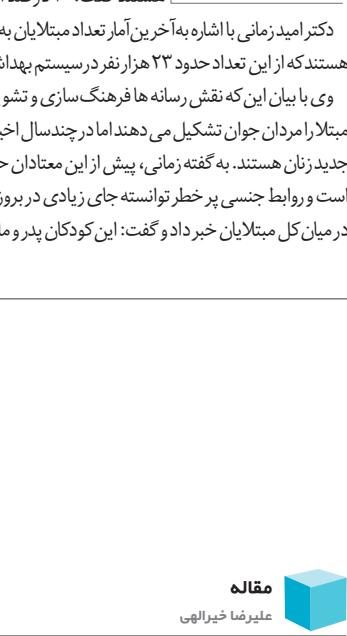 هستند گفت:
دکتر امید زمانی با اشاره به آخرین آمار تعداد مبتلایان به
هستند که از این تعداد حدود ۲۳ هزار نفر در سیستم بهداش
وی با بیان این که نقش رسانه ها فرهنگ سازی و تشو
مبتلا را مردان جوان تشکیل می دهند اما در چند سال اخی
جدید زنان هستند. به گفته زمانی، پیش از این معتادان ح
است و روابط جنسی پر خطر توانسته جای زیادی در بروز
در میان کل مبتلایان خبر داد و گفت: این کودکان پدر و ما
مقاله
علیرضا خیرالهی